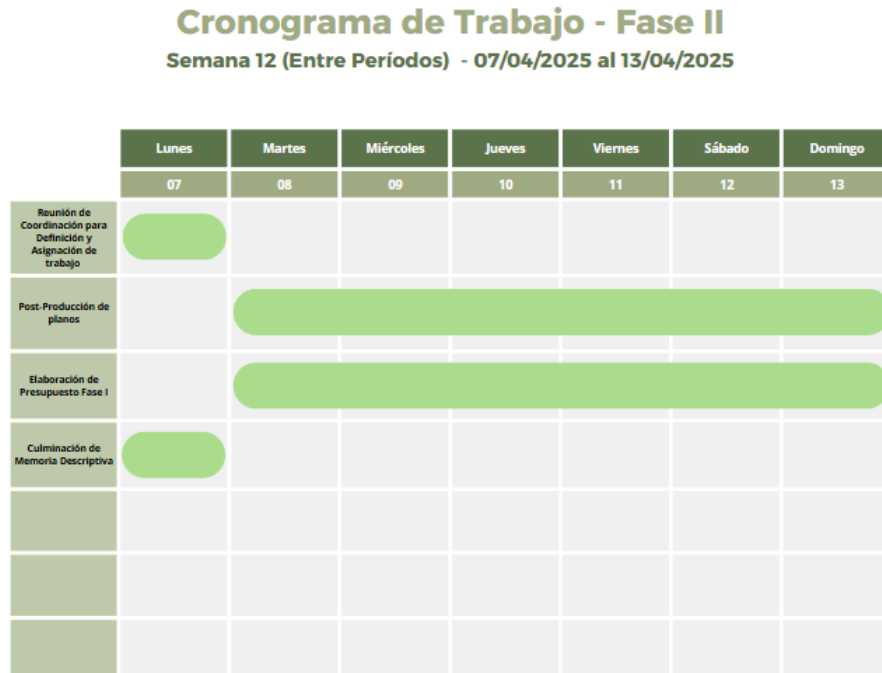 Cronograma de Trabajo - Fase II
Semana 12 (Entre Períodos) - 07/04/2025 al 13/04/2025
Lunes Martes Miércoles Jueves Viernes Sábado Domingo
07 08 09 10 11 12 13
Reunión de
Coordinación para
Definición y
Asignación de
trabajo
Post-Producción de
planos
Elaboración de
Presupuesto Fase I
Culminación de
Memoria Descriptiva